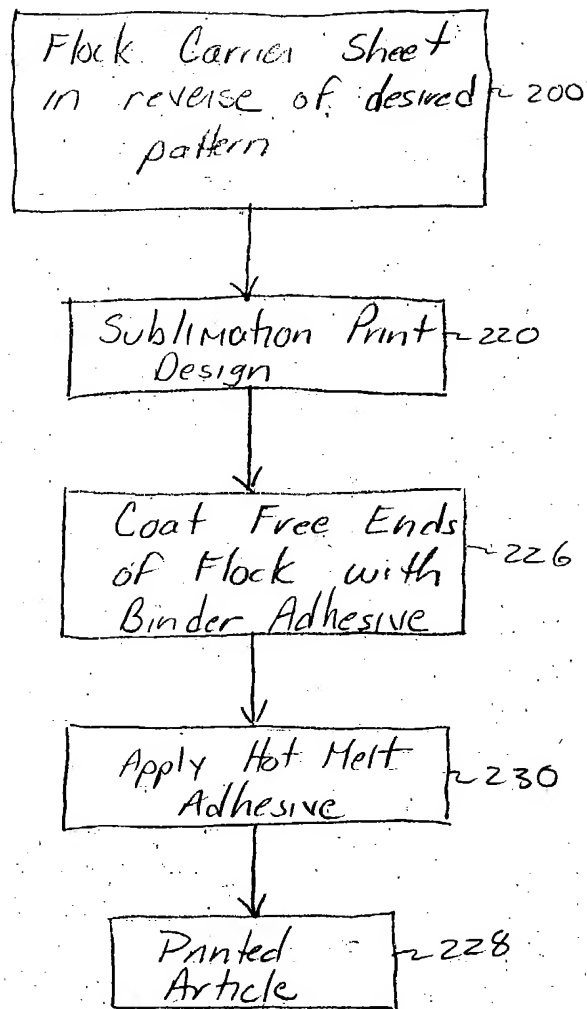 Flock Carrier Sheet
in reverse of desired
pattern
200
Sublimation Print
Design
220
Coat Free Ends
of Flock with
Binder Adhesive
226
Apply Hot Melt
Adhesive
230
Printed
Article
228